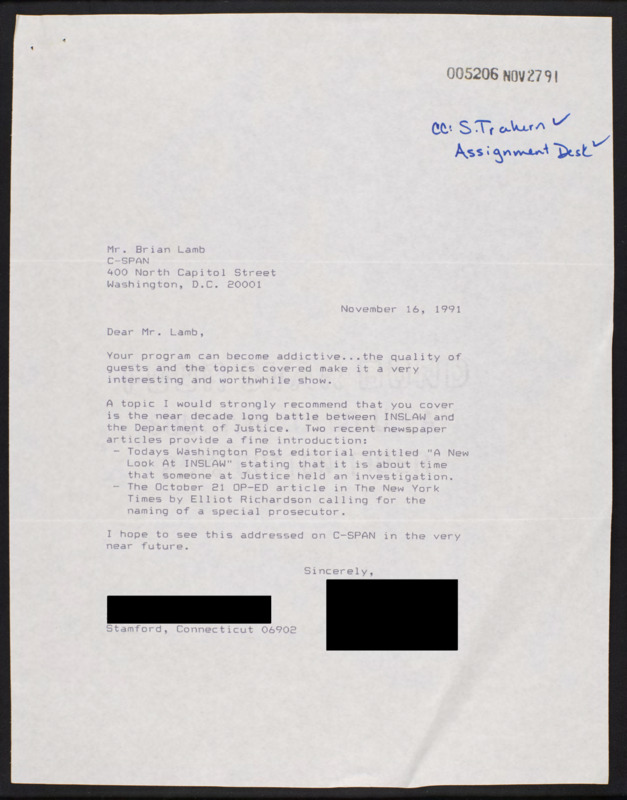 005206 NOV2791
cc: S. Trahern ✓
Assignment Desk ✓
Mr. Brian Lamb
C-SPAN
400 North Capitol Street
Washington, D.C. 20001
November 16, 1991
Dear Mr. Lamb,
Your program can become addictive...the quality of
guests and the topics covered make it a very
interesting and worthwhile show.
A topic I would strongly recommend that you cover
is the near decade long battle between INSLAW and
the Department of Justice.  Two recent newspaper
articles provide a fine introduction:
- Todays Washington Post editorial entitled "A New
Look At INSLAW" stating that it is about time
that someone at Justice held an investigation.
- The October 21 OP-ED article in The New York
Times by Elliot Richardson calling for the
naming of a special prosecutor.
I hope to see this addressed on C-SPAN in the very
near future.
Sincerely,
Stamford, Connecticut 06902